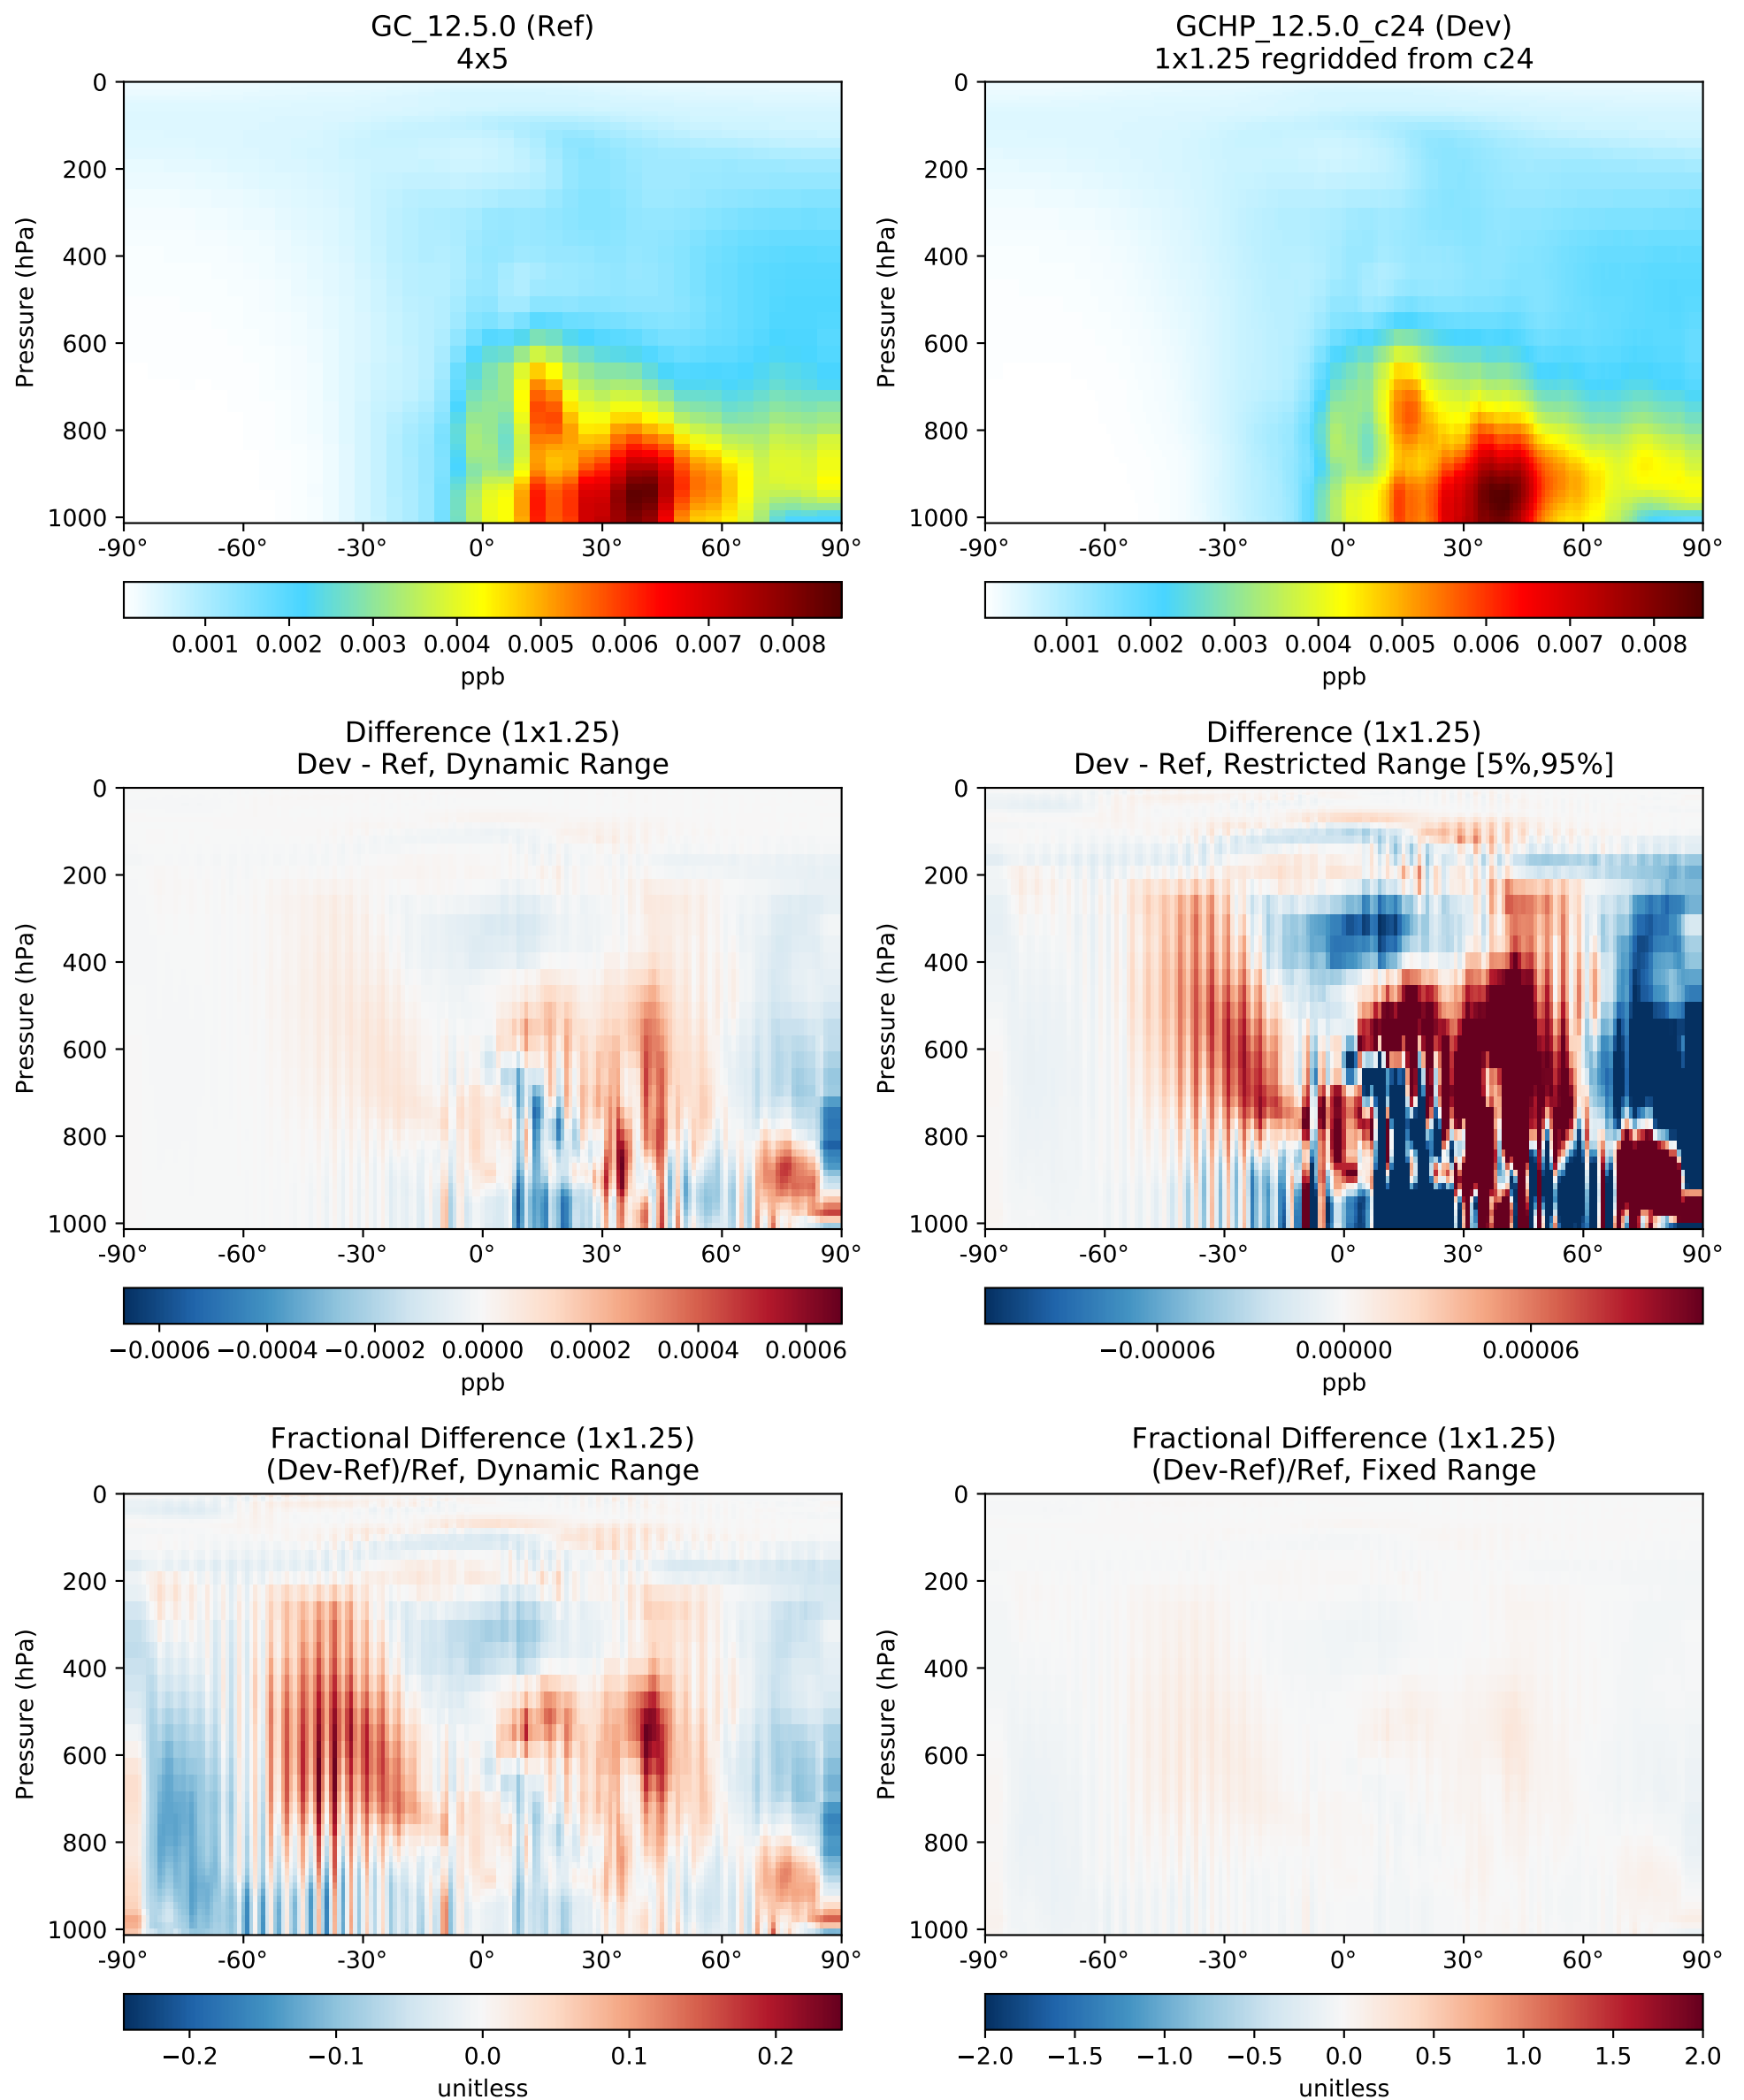 GC_12.5.0 (Ref)
4x5
0
200
400
600
800
1000
Pressure (hPa)
-90° -60° -30° 0° 30° 60° 90°
0.001 0.002 0.003 0.004 0.005 0.006 0.007 0.008
ppb
GCHP_12.5.0_c24 (Dev)
1x1.25 regridded from c24
0
200
400
600
800
1000
Pressure (hPa)
-90° -60° -30° 0° 30° 60° 90°
0.001 0.002 0.003 0.004 0.005 0.006 0.007 0.008
ppb
Difference (1x1.25)
Dev - Ref, Dynamic Range
0
200
400
600
800
1000
Pressure (hPa)
-90° -60° -30° 0° 30° 60° 90°
−0.0006 −0.0004 −0.0002 0.0000 0.0002 0.0004 0.0006
ppb
Difference (1x1.25)
Dev - Ref, Restricted Range [5%,95%]
0
200
400
600
800
1000
Pressure (hPa)
-90° -60° -30° 0° 30° 60° 90°
−0.00006 0.00000 0.00006
ppb
Fractional Difference (1x1.25)
(Dev-Ref)/Ref, Dynamic Range
0
200
400
600
800
1000
Pressure (hPa)
-90° -60° -30° 0° 30° 60° 90°
−0.2 −0.1 0.0 0.1 0.2
unitless
Fractional Difference (1x1.25)
(Dev-Ref)/Ref, Fixed Range
0
200
400
600
800
1000
Pressure (hPa)
-90° -60° -30° 0° 30° 60° 90°
−2.0 −1.5 −1.0 −0.5 0.0 0.5 1.0 1.5 2.0
unitless